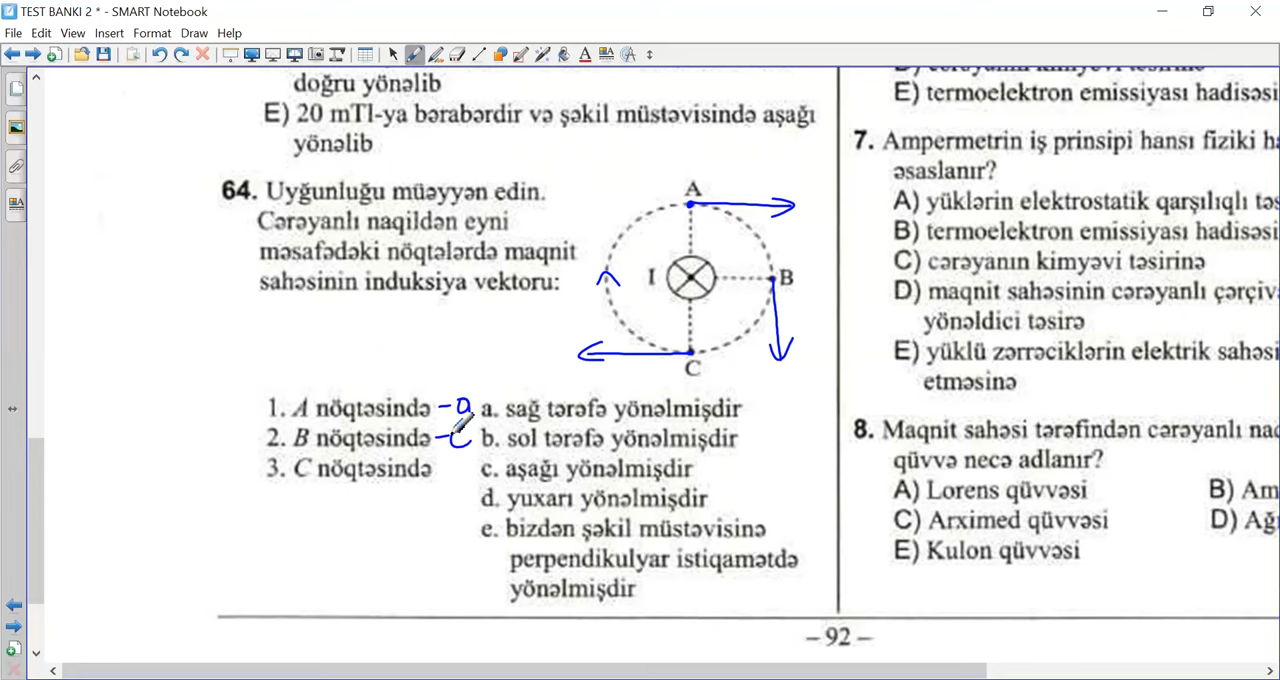 TEST BANKI 2 * - SMART Notebook
File Edit View Insert Format Draw Help
doğru yönəlib
E) 20 mTl-ya bərabərdir və şəkil müstəvisində aşağı
yönəlib
64. Uyğunluğu müəyyən edin.
Cərəyanlı naqildən eyni
məsafədəki nöqtələrdə maqnit
sahəsinin induksiya vektoru:
A
I
B
C
1. A nöqtəsində - a
2. B nöqtəsində - c
3. C nöqtəsində
a. sağ tərəfə yönəlmişdir
b. sol tərəfə yönəlmişdir
c. aşağı yönəlmişdir
d. yuxarı yönəlmişdir
e. bizdən şəkil müstəvisinə
perpendikulyar istiqamətdə
yönəlmişdir
E) termoelektron emissiyası hadisəsi
7. Ampermetrin iş prinsipi hansı fiziki
əsaslanır?
A) yüklərin elektrostatik qarşılıqlı
B) termoelektron emissiyası hadisəsi
C) cərəyanın kimyəvi təsirinə
D) maqnit sahəsinin cərəyanlı çərçiv
yönəldici təsirə
E) yüklü zərrəciklərin elektrik sahəsi
etməsinə
8. Maqnit sahəsi tərəfindən cərəyanlı
qüvvə necə adlanır?
A) Lorens qüvvəsi B) Am
C) Arximed qüvvəsi D) Ağ
E) Kulon qüvvəsi
– 92 –